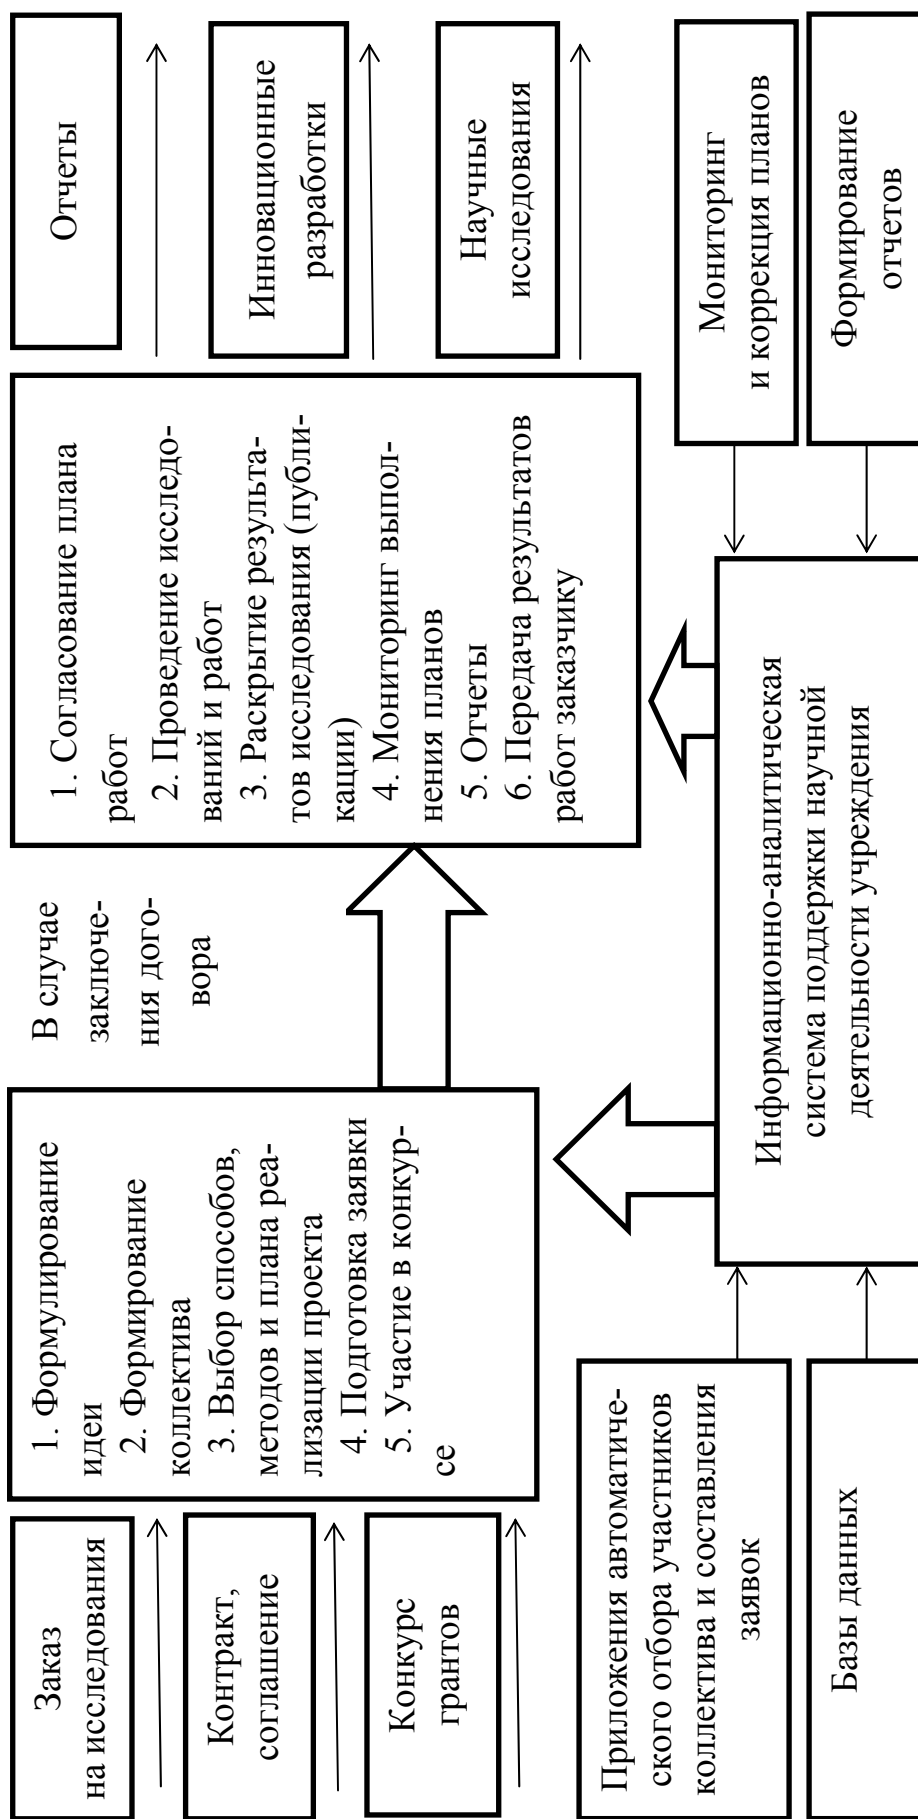 Заказ
на исследования
Контракт,
соглашение
Конкурс
грантов
1. Формулирование
идеи
2. Формирование
коллектива
3. Выбор способов,
методов и плана реа-
лизации проекта
4. Подготовка заявки
5. Участие в конкур-
се
В случае
заключе-
ния дого-
вора
1. Согласование плана
работ
2. Проведение исследо-
ваний и работ
3. Раскрытие результа-
тов исследования (публи-
кации)
4. Мониторинг выпол-
нения планов
5. Отчеты
6. Передача результатов
работ заказчику
Отчеты
Инновационные
разработки
Научные
исследования
Приложения автоматиче-
ского отбора участников
коллектива и составления
заявок
Базы данных
Информационно-аналитическая
система поддержки научной
деятельности учреждения
Мониторинг
и коррекция планов
Формирование
отчетов